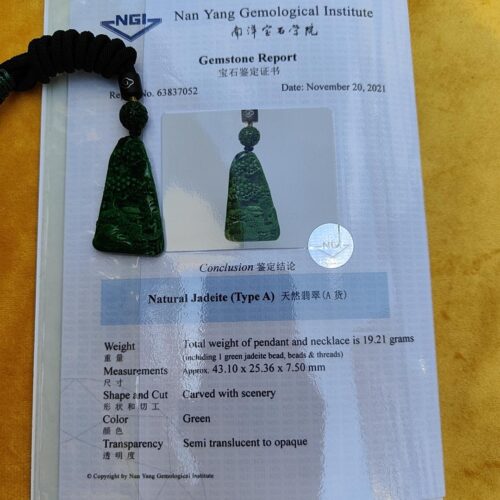 NGI
Nan Yang Gemological Institute
南洋宝石学院
Gemstone Report
宝石鉴定证书
No. 63837052
Date: November 20, 2021
NGI
Conclusion 鉴定结论
Natural Jadeite (Type A) 天然翡翠(A 货)
Weight Total weight of pendant and necklace is 19.21 grams
重量 (including 1 green jadeite bead, beads & threads)
Measurements Approx. 43.10 x 25.36 x 7.50 mm
尺寸
Shape and Cut Carved with scenery
形状和切工
Color Green
颜色
Transparency Semi translucent to opaque
透明度
© Copyright by Nan Yang Gemological Institute